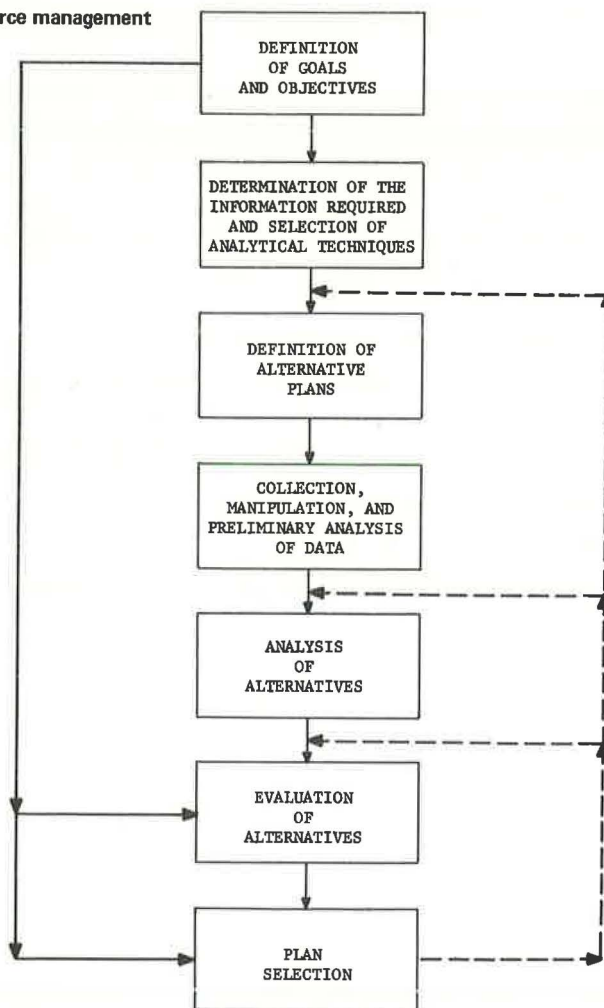 management
DEFINITION
OF GOALS
AND OBJECTIVES
DETERMINATION OF THE
INFORMATION REQUIRED
AND SELECTION OF
ANALYTICAL TECHNIQUES
DEFINITION OF
ALTERNATIVE
PLANS
COLLECTION,
MANIPULATION, AND
PRELIMINARY ANALYSIS
OF DATA
ANALYSIS
OF
ALTERNATIVES
EVALUATION
OF
ALTERNATIVES
PLAN
SELECTION